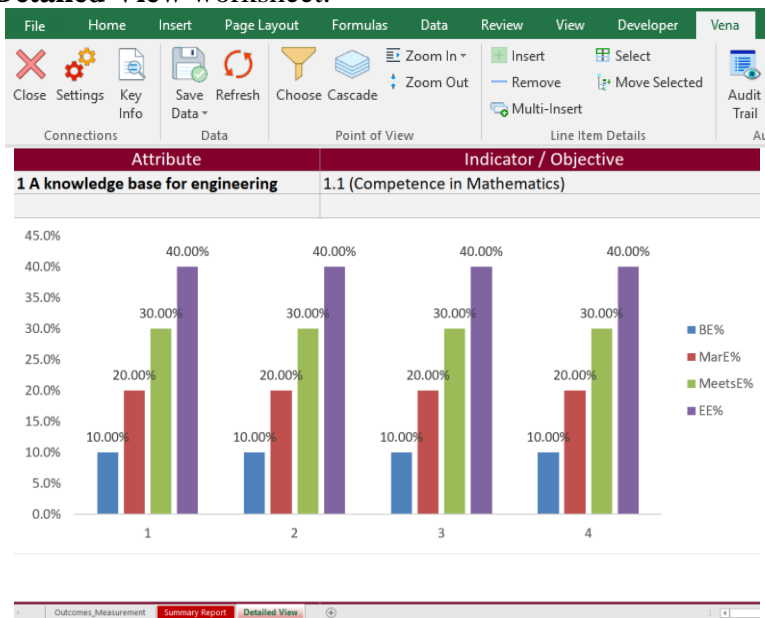 Detailed View worksheet.
File Home Insert Page Layout Formulas Data Review View Developer Vena
Close Settings Key Info Save Data Refresh Choose Cascade Zoom In Zoom Out Insert Remove Multi-Insert Select Move Selected Audit Trail
Connections Data Point of View Line Item Details
Attribute Indicator / Objective
1 A knowledge base for engineering 1.1 (Competence in Mathematics)
45.0%
40.0%
35.0%
30.0%
25.0%
20.0%
15.0%
10.0%
5.0%
0.0%
10.00% 20.00% 30.00% 40.00%
10.00% 20.00% 30.00% 40.00%
10.00% 20.00% 30.00% 40.00%
10.00% 20.00% 30.00% 40.00%
1 2 3 4
BE%
MarE%
MeetsE%
EE%
Outcomes_Measurement Summary Report Detailed View